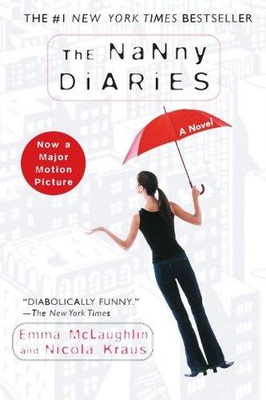 THE #1 NEW YORK TIMES BESTSELLER
THE NaNNy
DiARiES
A Novel
Now a
Major
Motion
Picture
"DIABOLICALLY FUNNY."
—The New York Times
Emma McLaughlin
and Nicola Kraus